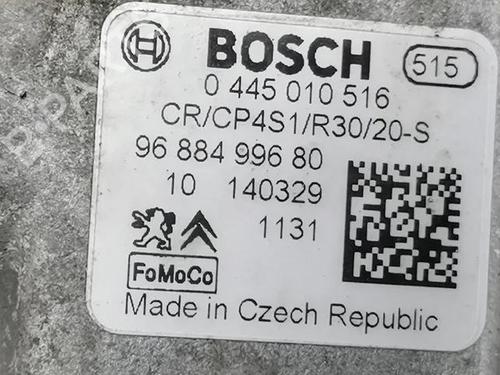 BOSCH 515
0 445 010 516
CR/CP4S1/R30/20-S
96 884 996 80
10 140329
1131
FoMoCo
Made in Czech Republic